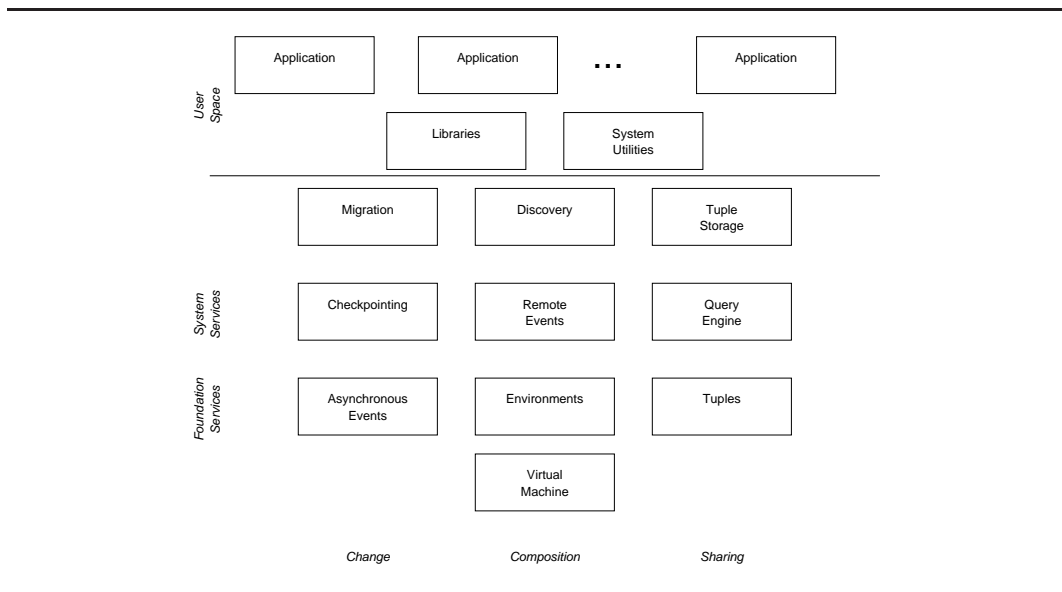 Application
Application
...
Application
User
Space
Libraries
System
Utilities
Migration
Discovery
Tuple
Storage
System
Services
Checkpointing
Remote
Events
Query
Engine
Foundation
Services
Asynchronous
Events
Environments
Tuples
Virtual
Machine
Change
Composition
Sharing